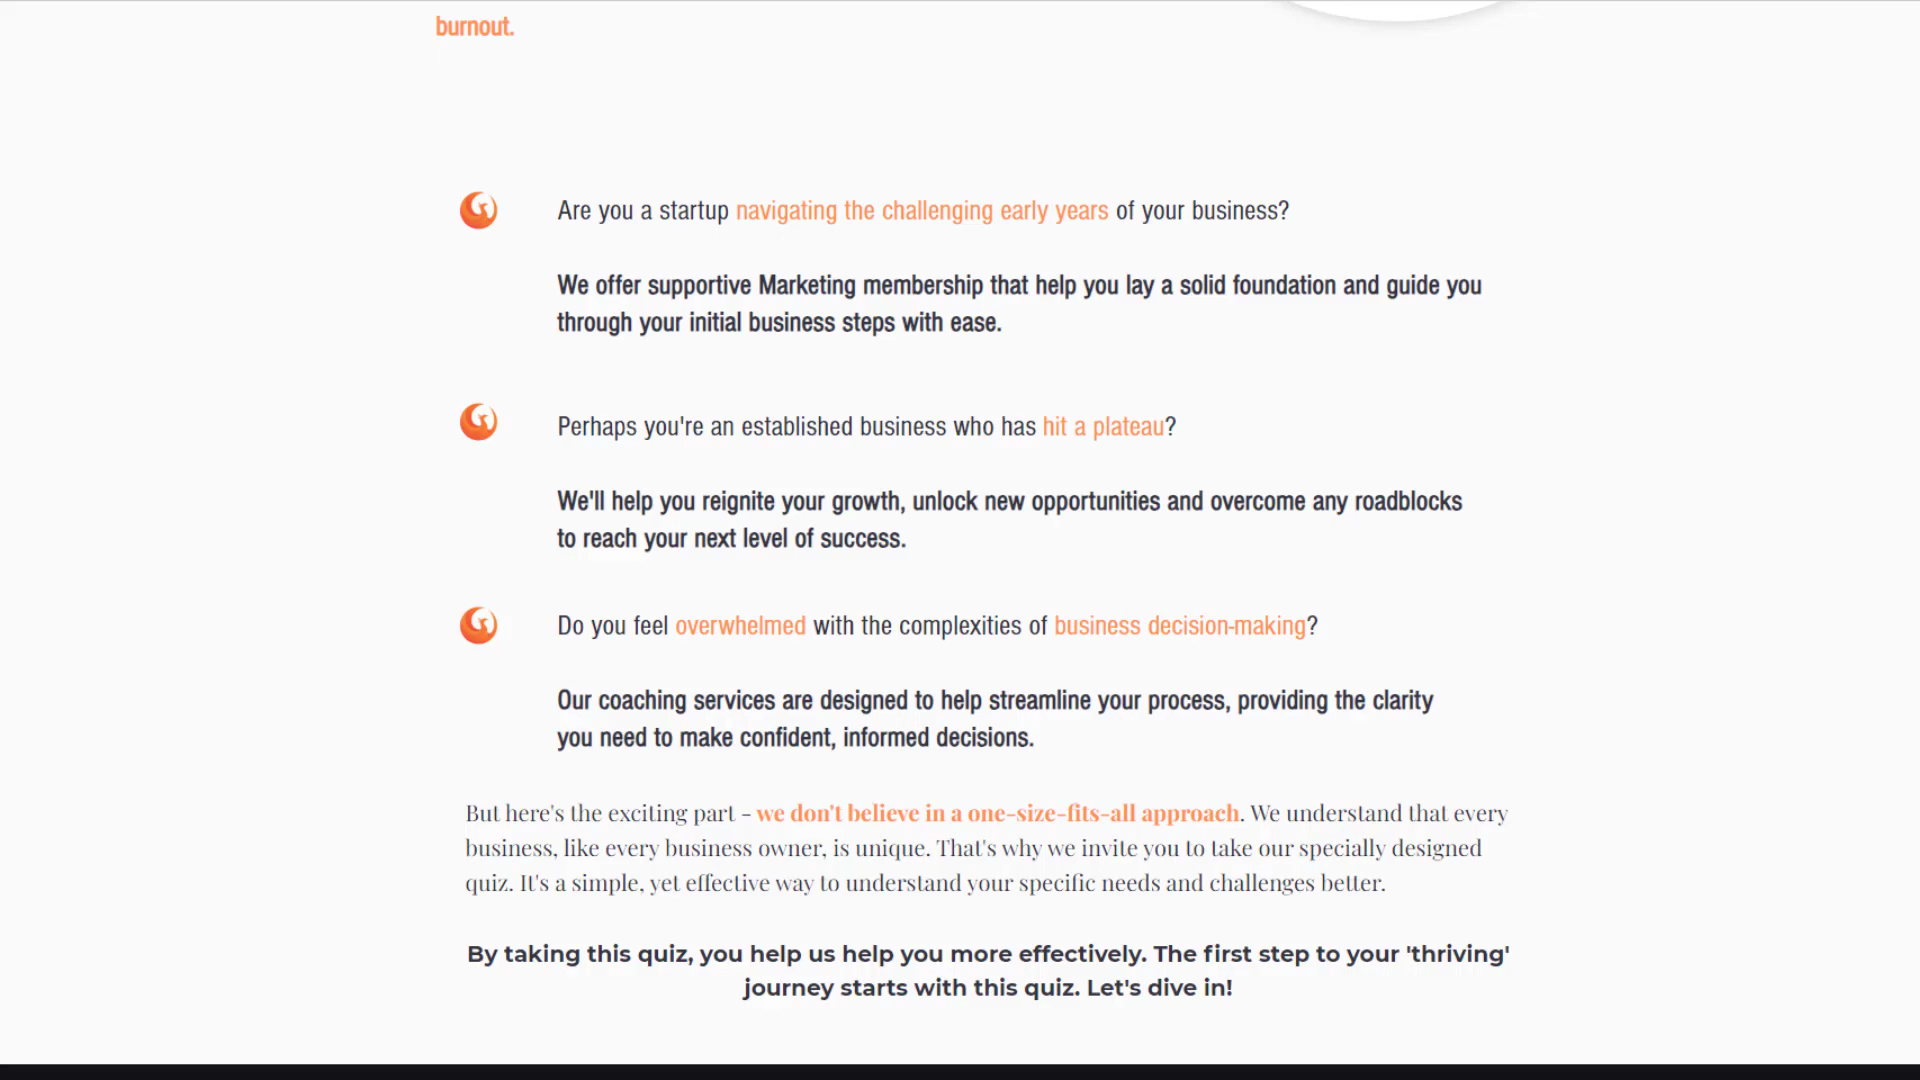 burnout.
Are you a startup navigating the challenging early years of your business?
We offer supportive Marketing membership that help you lay a solid foundation and guide you
through your initial business steps with ease.
Perhaps you're an established business who has hit a plateau?
We'll help you reignite your growth, unlock new opportunities and overcome any roadblocks
to reach your next level of success.
Do you feel overwhelmed with the complexities of business decision-making?
Our coaching services are designed to help streamline your process, providing the clarity
you need to make confident, informed decisions.
But here's the exciting part - we don't believe in a one-size-fits-all approach. We understand that every
business, like every business owner, is unique. That's why we invite you to take our specially designed
quiz. It's a simple, yet effective way to understand your specific needs and challenges better.
By taking this quiz, you help us help you more effectively. The first step to your 'thriving'
journey starts with this quiz. Let's dive in!